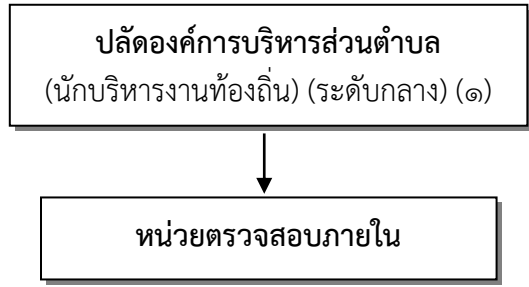 ปลัดองค์การบริหารส่วนตำบล
(นักบริหารงานท้องถิ่น) (ระดับกลาง) (๑)
หน่วยตรวจสอบภายใน